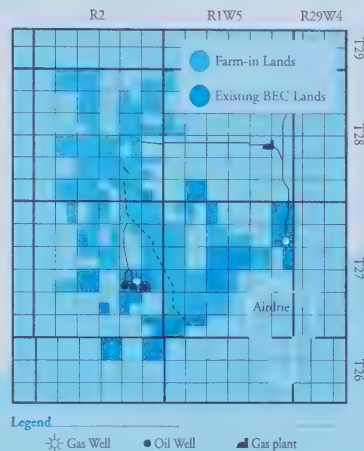 R2 R1W5 R29W4
T29
Farm-in Lands
Existing BEC Lands
T28
T27
Airdrie
T26
Legend
Gas Well Oil Well Gas plant